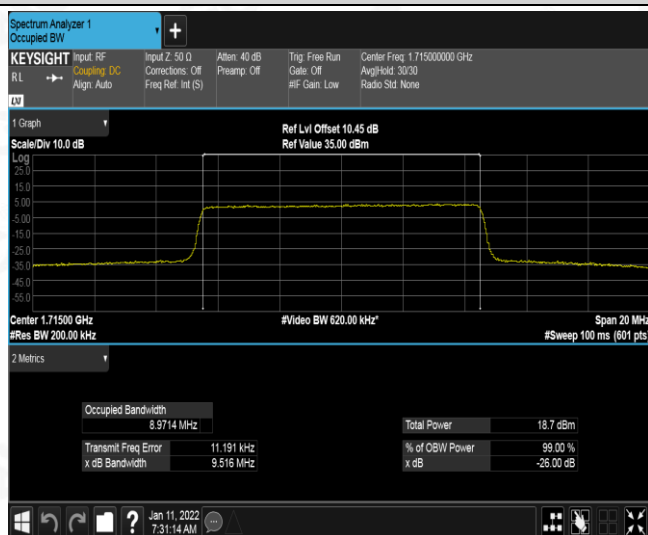 Spectrum Analyzer 1
Occupied BW
+
KEYSIGHT
R L
LXI
Input: RF
Coupling: DC
Align: Auto
Input Z: 50 Ω
Corrections: Off
Freq Ref: Int (S)
Atten: 40 dB
Preamp: Off
Trig: Free Run
Gate: Off
#IF Gain: Low
Center Freq: 1.715000000 GHz
Avg|Hold: 30/30
Radio Std: None
1 Graph
Scale/Div 10.0 dB
Ref Lvl Offset 10.45 dB
Ref Value 35.00 dBm
Log
25.0
15.0
5.00
-5.00
-15.0
-25.0
-35.0
-45.0
-55.0
Center 1.71500 GHz
#Res BW 200.00 kHz
#Video BW 620.00 kHz*
Span 20 MHz
#Sweep 100 ms (601 pts)
2 Metrics
Occupied Bandwidth
8.9714 MHz
Transmit Freq Error 11.191 kHz
x dB Bandwidth 9.516 MHz
Total Power 18.7 dBm
% of OBW Power 99.00 %
x dB -26.00 dB
?
Jan 11, 2022
7:31:14 AM